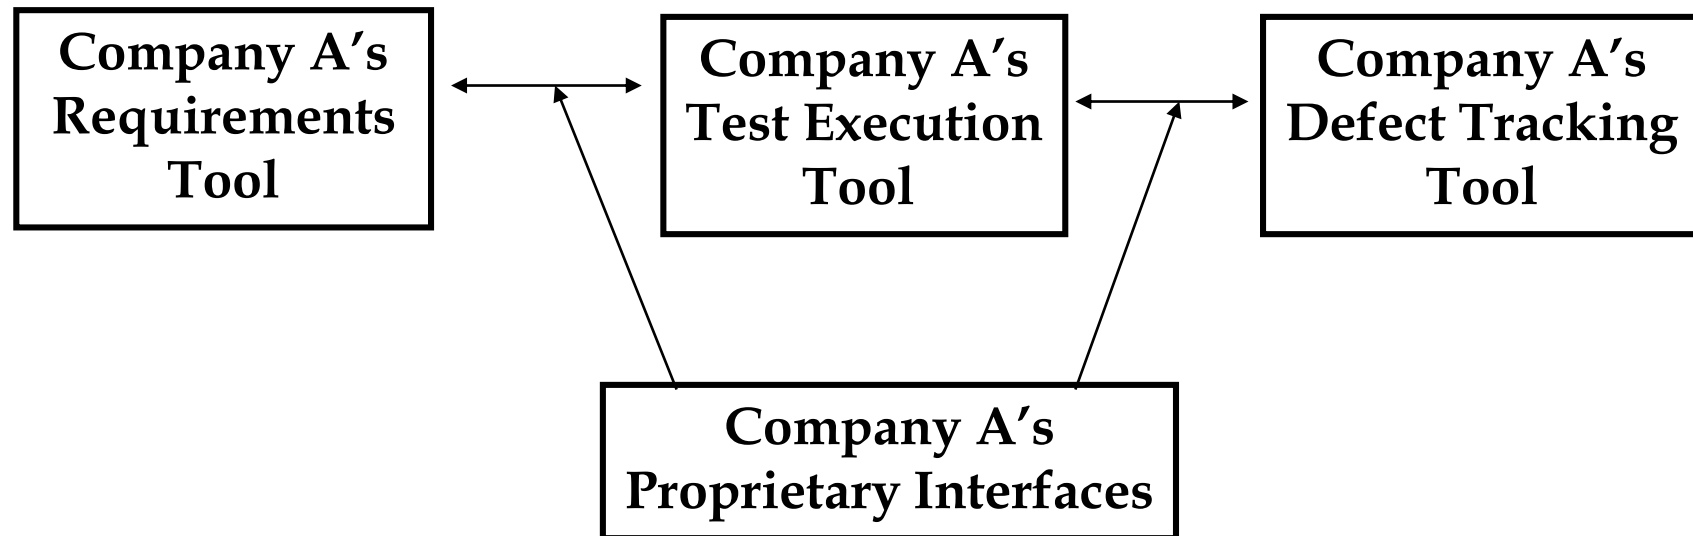 Company A’s
Requirements
Tool
Company A’s
Test Execution
Tool
Company A’s
Defect Tracking
Tool
Company A’s
Proprietary Interfaces